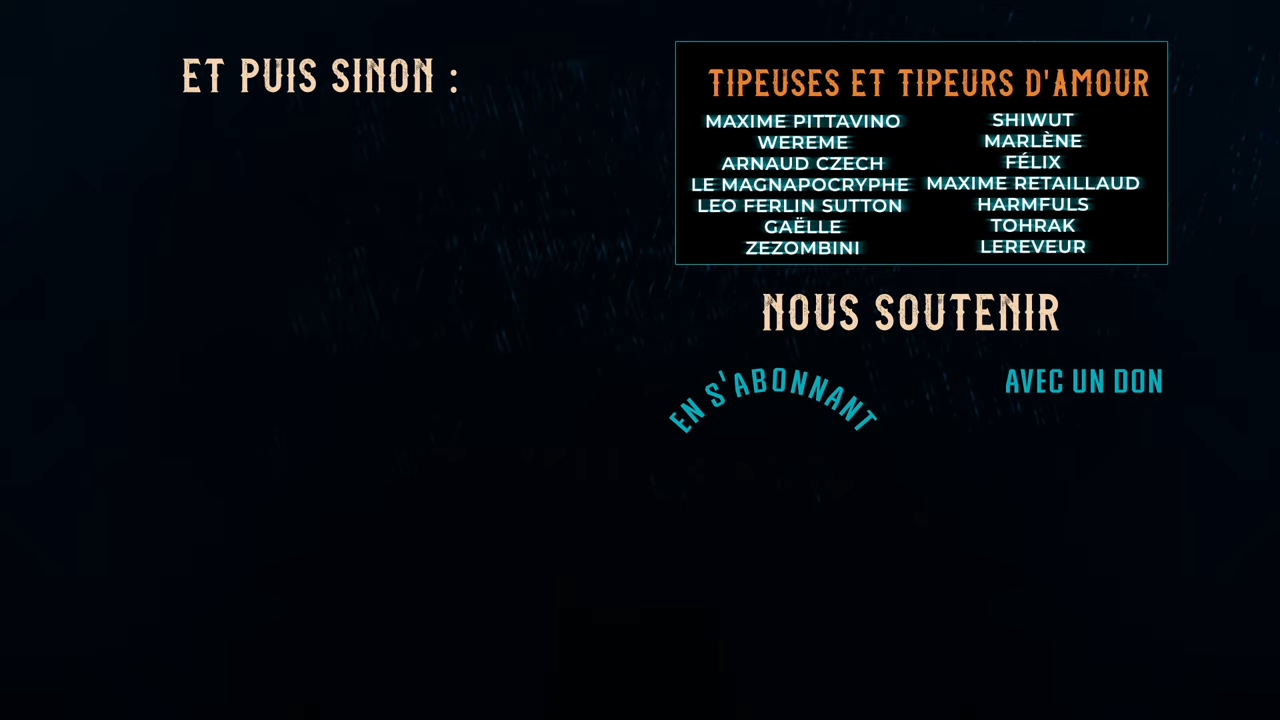 ET PUIS SINON :
TIPEUSES ET TIPEURS D'AMOUR
MAXIME PITTAVINO
WEREME
ARNAUD CZECH
LE MAGNAPOCRYPHE
LEO FERLIN SUTTON
GAËLLE
ZEZOMBINI
SHIWUT
MARLÈNE
FÉLIX
MAXIME RETAILLAUD
HARMFULS
TOHRAK
LEREVEUR
NOUS SOUTENIR
EN S'ABONNANT
AVEC UN DON